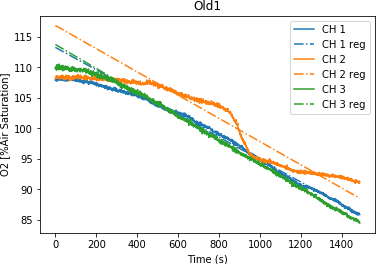 Old1
O2 [%Air Saturation]
115
110
105
100
95
90
85
0
200
400
600
800
1000
1200
1400
Time (s)
CH 1
CH 1 reg
CH 2
CH 2 reg
CH 3
CH 3 reg